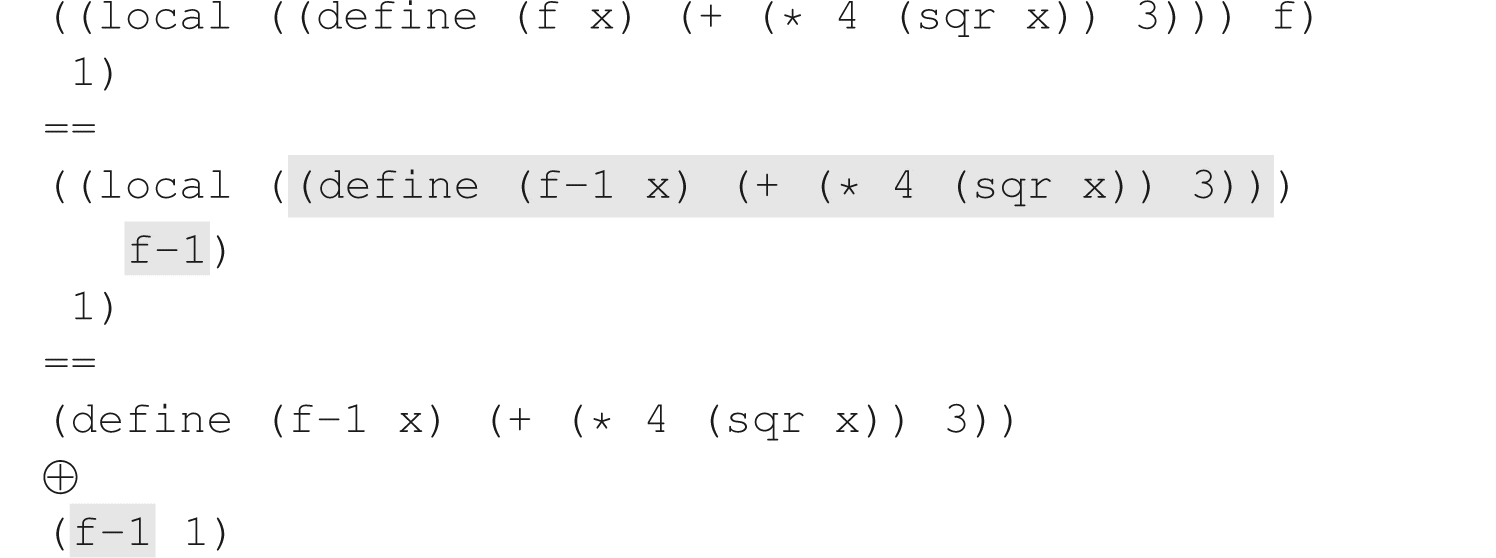 ((local ((define (f x) (+ (* 4 (sqr x)) 3))) f)
1)
==
((local ((define (f-1 x) (+ (* 4 (sqr x)) 3)))
f-1)
1)
==
(define (f-1 x) (+ (* 4 (sqr x)) 3))
⊕
(f-1 1)